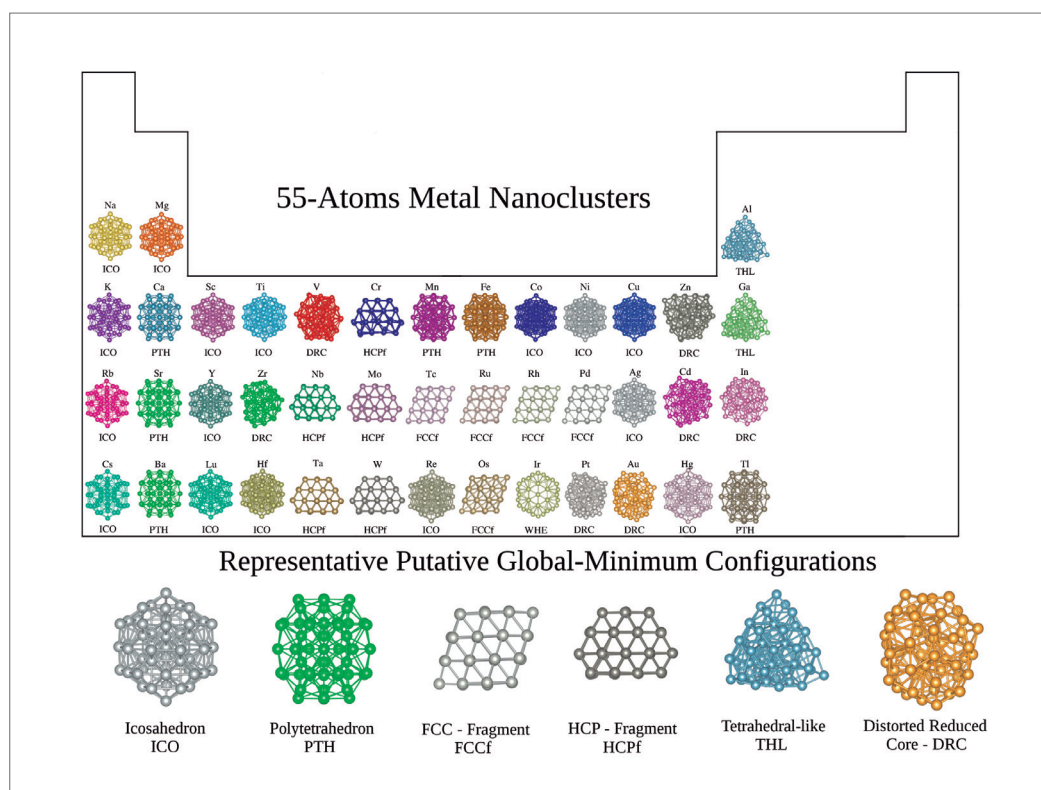 55-Atoms Metal Nanoclusters
Na Mg Al
ICO ICO THL
K Ca Sc Ti V Cr Mn Fe Co Ni Cu Zn Ga
ICO PTH ICO ICO DRC HCPf PTH PTH ICO ICO ICO DRC THL
Rb Sr Y Zr Nb Mo Tc Ru Rh Pd Ag Cd In
ICO PTH ICO DRC HCPf HCPf FCCf FCCf FCCf FCCf ICO DRC DRC
Cs Ba Lu Hf Ta W Re Os Ir Pt Au Hg Tl
ICO PTH ICO ICO HCPf HCPf ICO FCCf WHE DRC DRC ICO PTH
Representative Putative Global-Minimum Configurations
Icosahedron
ICO
Polytetrahedron
PTH
FCC - Fragment
FCCf
HCP - Fragment
HCPf
Tetrahedral-like
THL
Distorted Reduced
Core - DRC